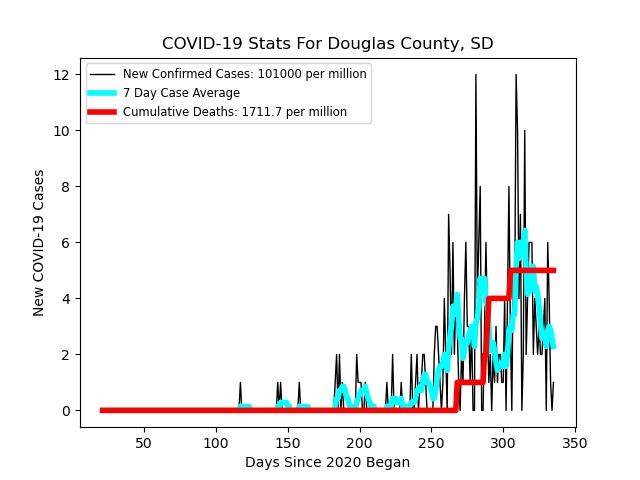 COVID-19 Stats For Douglas County, SD
New Confirmed Cases: 101000 per million
7 Day Case Average
Cumulative Deaths: 1711.7 per million
New COVID-19 Cases
12
10
8
6
4
2
0
50 100 150 200 250 300 350
Days Since 2020 Began